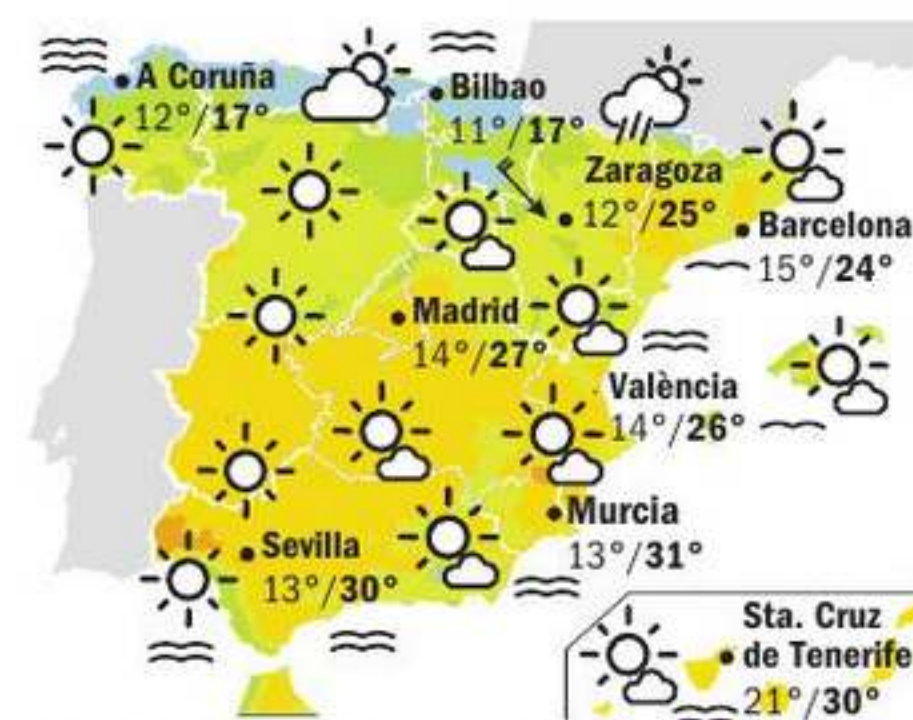 A Coruña
12°/17°
Bilbao
11°/17°
Zaragoza
12°/25°
Barcelona
15°/24°
Madrid
14°/27°
València
14°/26°
Murcia
13°/31°
Sevilla
13°/30°
Sta. Cruz
de Tenerife
21°/30°